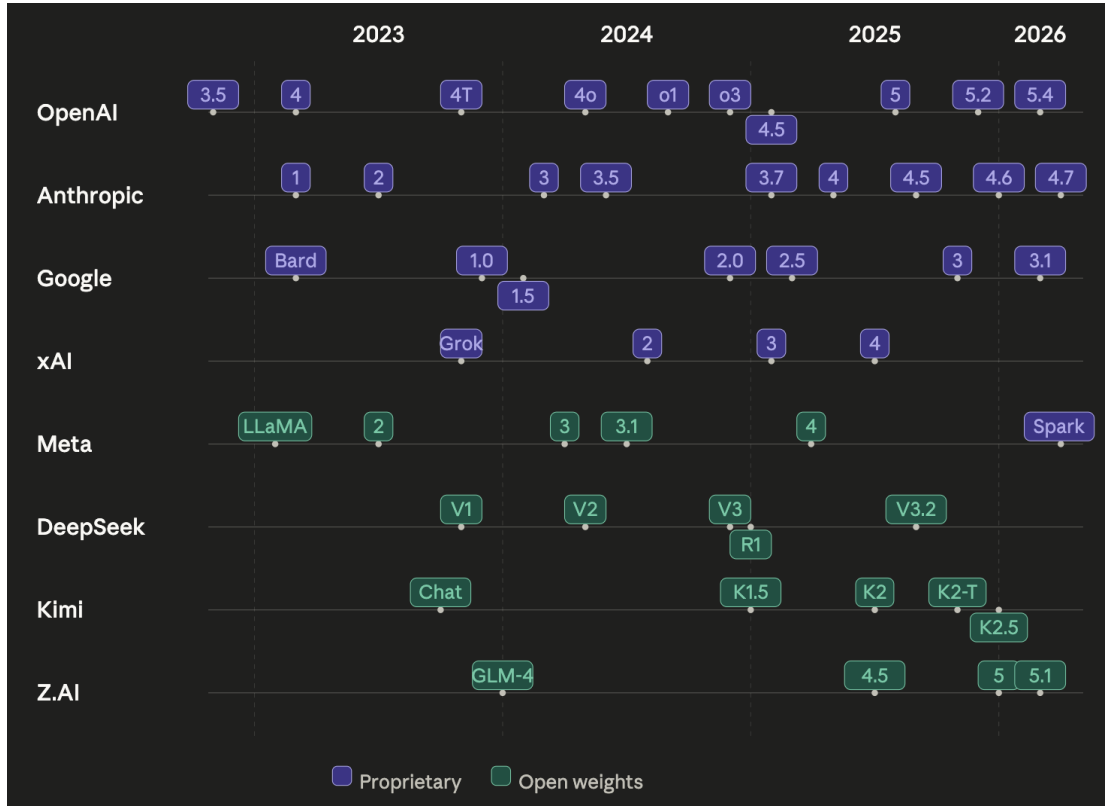 2023 2024 2025 2026
OpenAI 3.5 4 4T 4o o1 o3 4.5 5 5.2 5.4
Anthropic 1 2 3 3.5 3.7 4 4.5 4.6 4.7
Google Bard 1.0 1.5 2.0 2.5 3 3.1
xAI Grok 2 3 4
Meta LLaMA 2 3 3.1 4 Spark
DeepSeek V1 V2 V3 R1 V3.2
Kimi Chat K1.5 K2 K2-T K2.5
Z.AI GLM-4 4.5 5 5.1
Proprietary Open weights